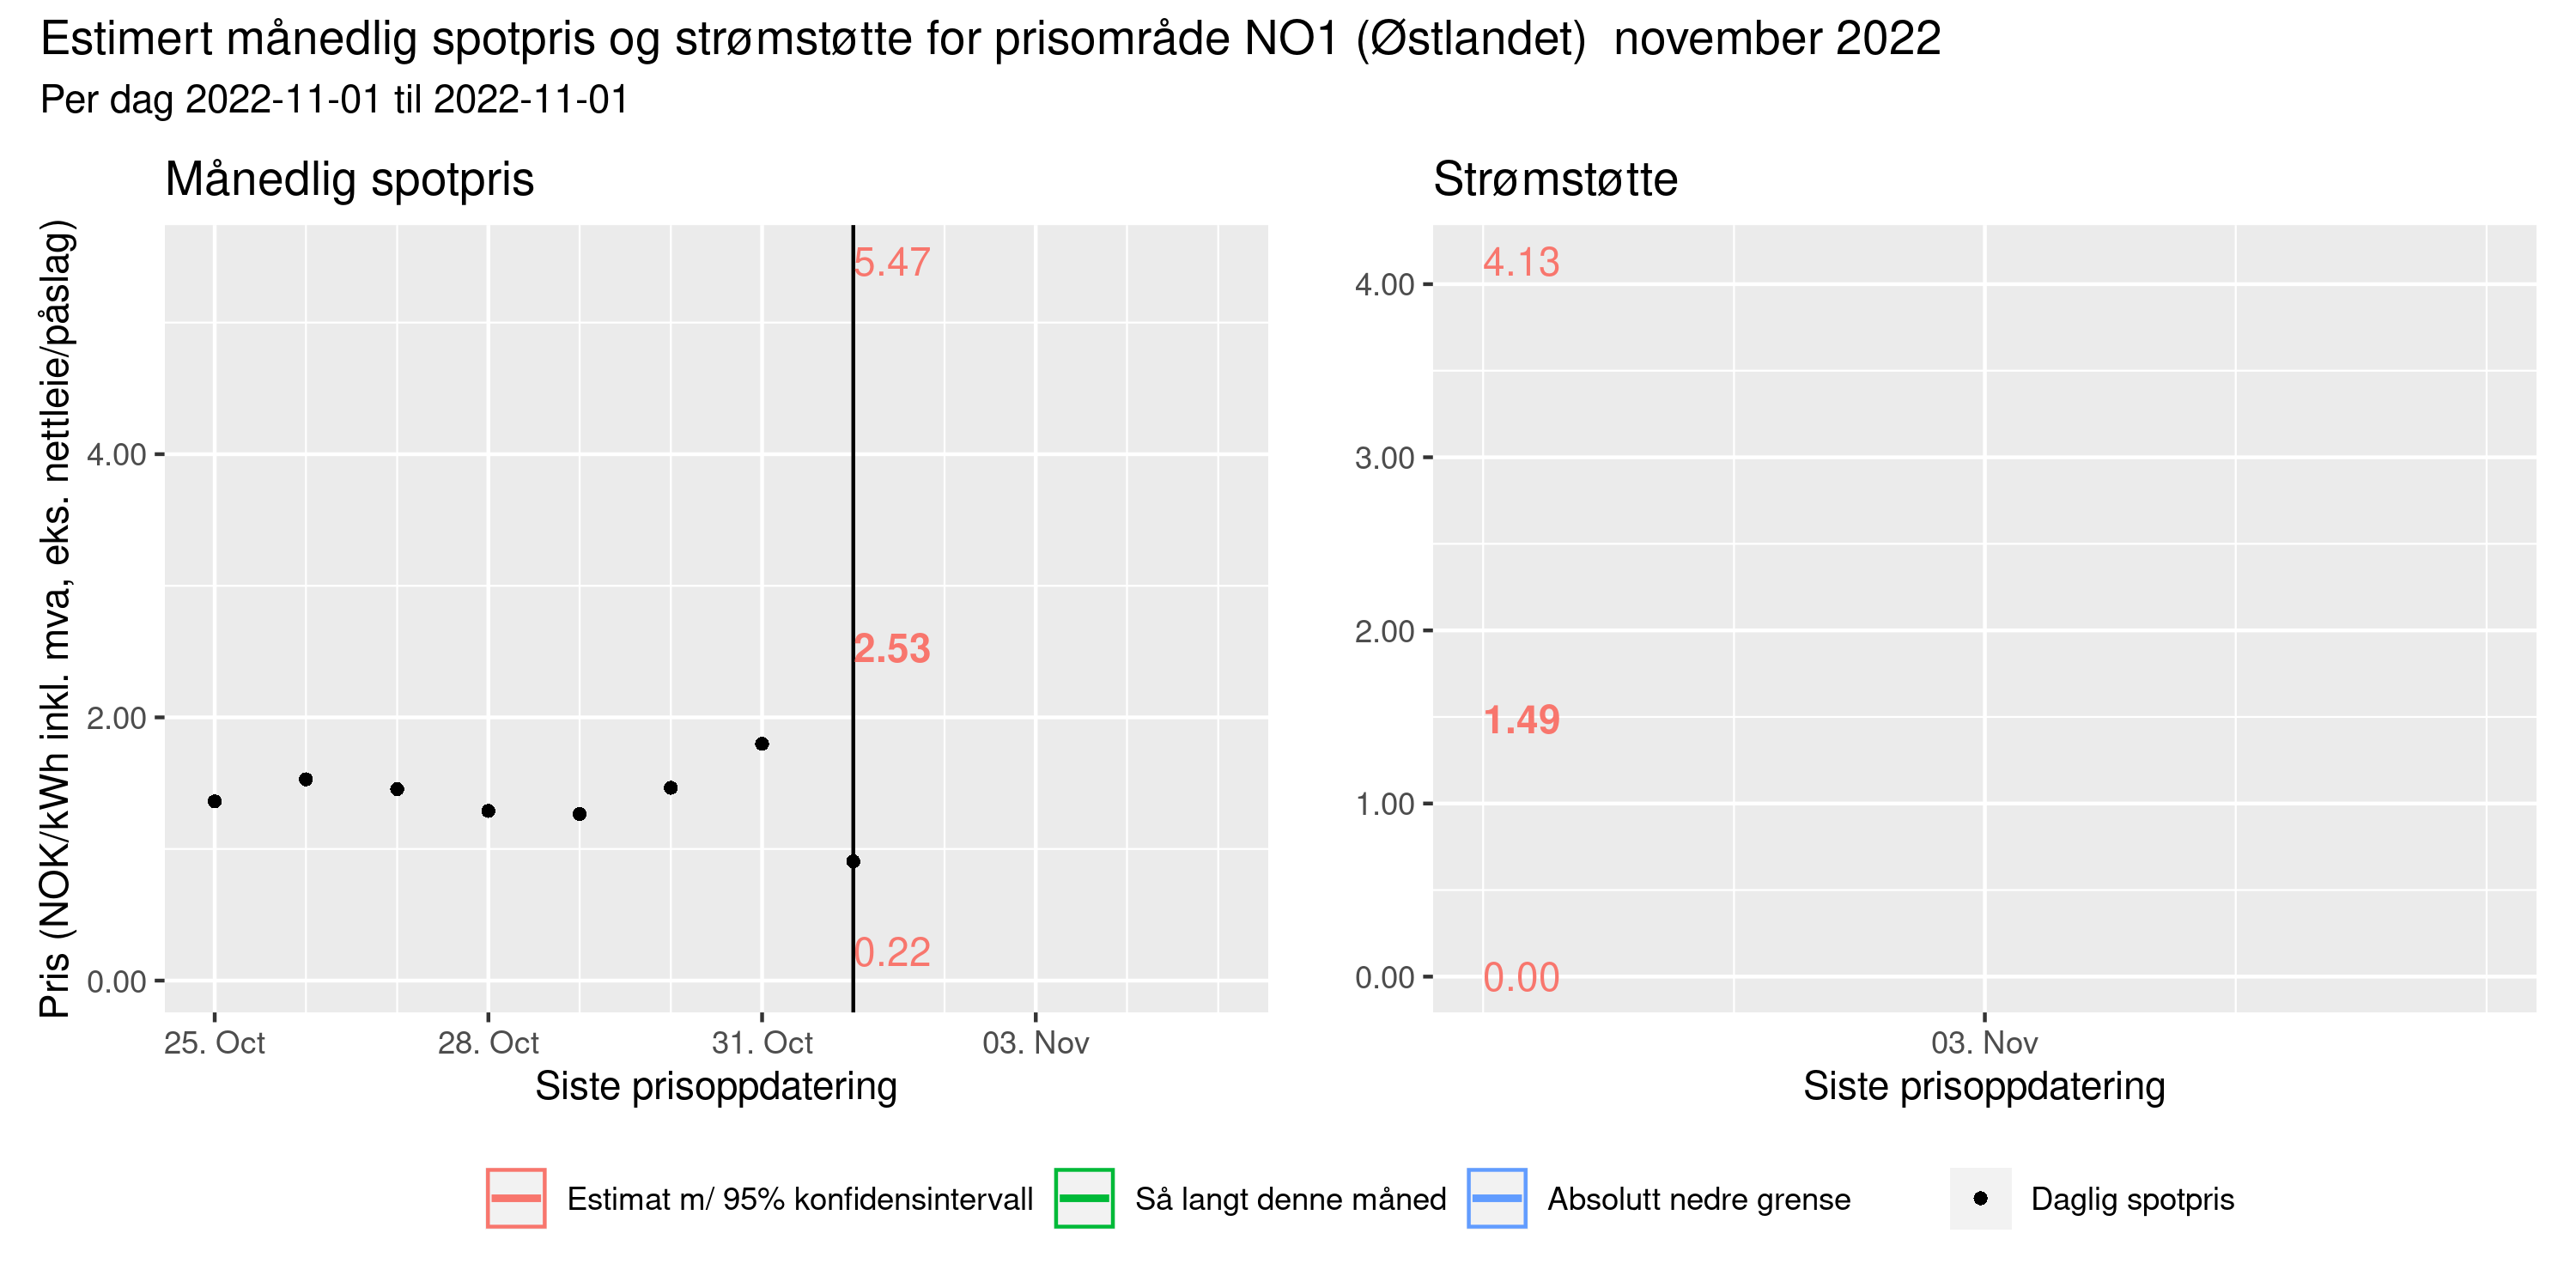 Estimert månedlig spotpris og strømstøtte for prisområde NO1 (Østlandet)  november 2022
Per dag 2022-11-01 til 2022-11-01
Månedlig spotpris
Pris (NOK/kWh inkl. mva, eks. nettleie/påslag)
4.00
2.00
0.00
5.47
2.53
0.22
25. Oct
28. Oct
31. Oct
03. Nov
Siste prisoppdatering
Strømstøtte
4.00
3.00
2.00
1.00
0.00
4.13
1.49
0.00
03. Nov
Siste prisoppdatering
Estimat m/ 95% konfidensintervall
Så langt denne måned
Absolutt nedre grense
Daglig spotpris